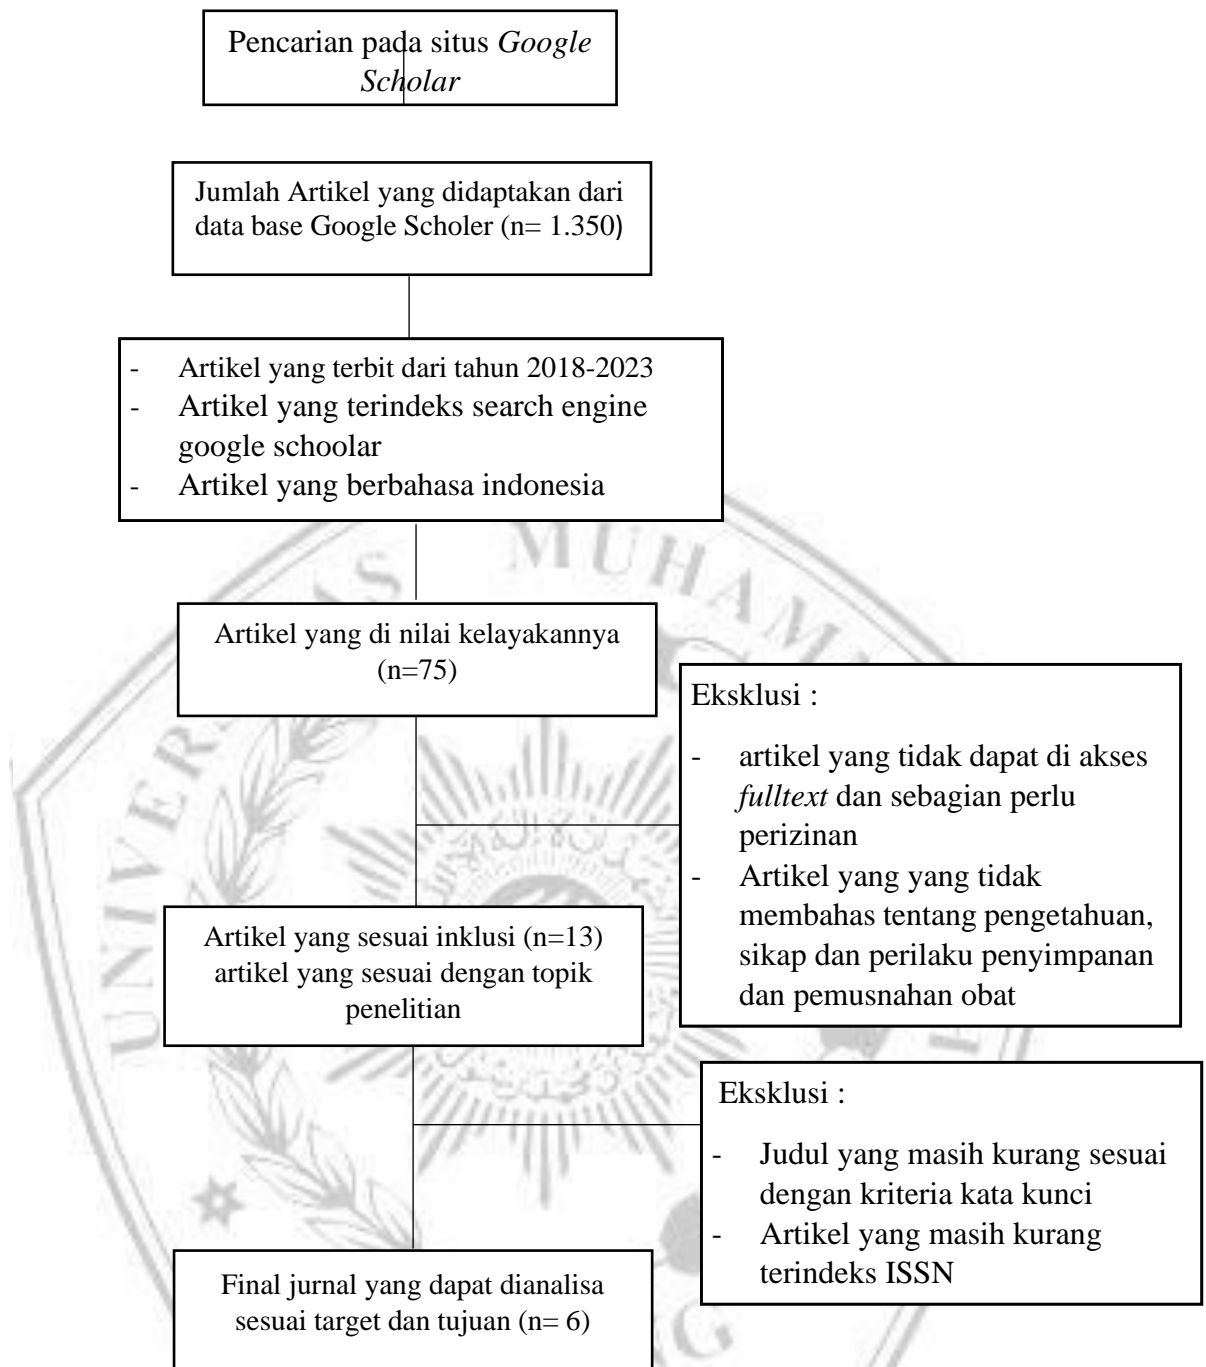 Pencarian pada situs Google
Scholar
Jumlah Artikel yang didaptakan dari
data base Google Scholer (n= 1.350)
- Artikel yang terbit dari tahun 2018-2023
- Artikel yang terindeks search engine
google schoolar
- Artikel yang berbahasa indonesia
Artikel yang di nilai kelayakannya
(n=75)
Eksklusi :
- artikel yang tidak dapat di akses
fulltext dan sebagian perlu
perizinan
- Artikel yang yang tidak
membahas tentang pengetahuan,
sikap dan perilaku penyimpanan
dan pemusnahan obat
Artikel yang sesuai inklusi (n=13)
artikel yang sesuai dengan topik
penelitian
Eksklusi :
- Judul yang masih kurang sesuai
dengan kriteria kata kunci
- Artikel yang masih kurang
terindeks ISSN
Final jurnal yang dapat dianalisa
sesuai target dan tujuan (n= 6)